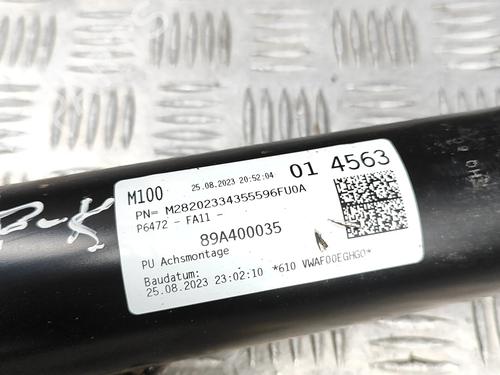 M100 25.08.2023 20:52:04 01 4563
PN= M28202334355596FU0A
P6472 - FA11 -
89A400035
PU Achsmontage
Baudatum:
25.08.2023 23:02:10 *610 VWAF00EGHG0*